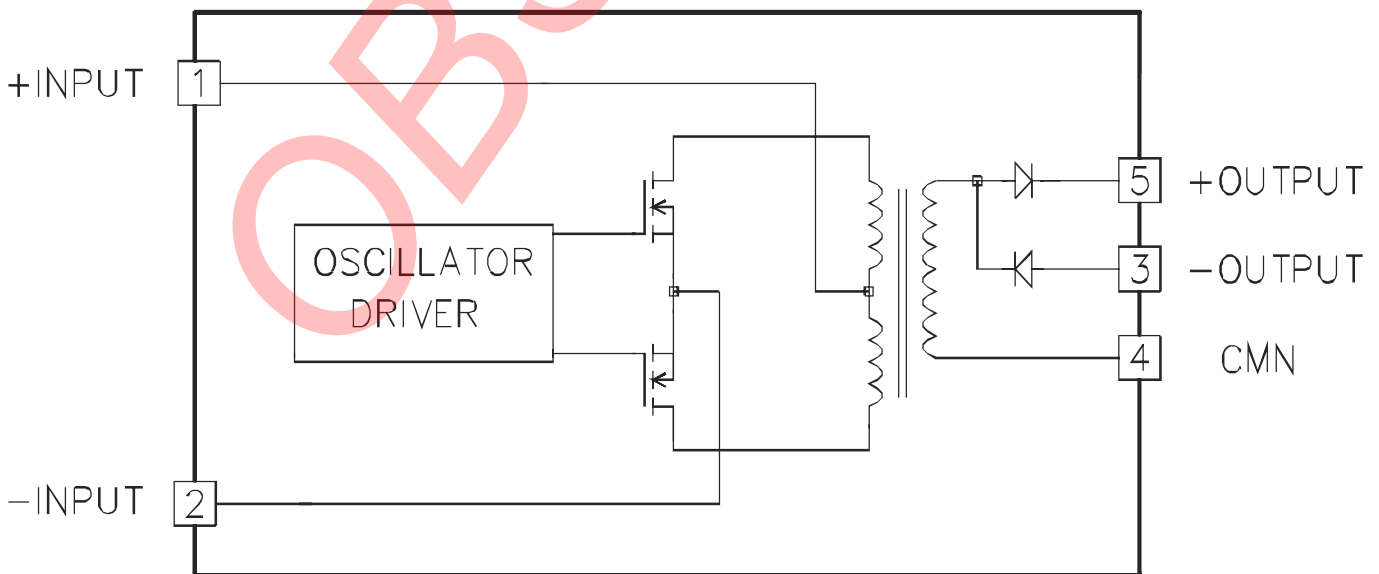 +INPUT
1
5
+OUTPUT
OSCILLATOR
DRIVER
3
-OUTPUT
4
CMN
-INPUT
2